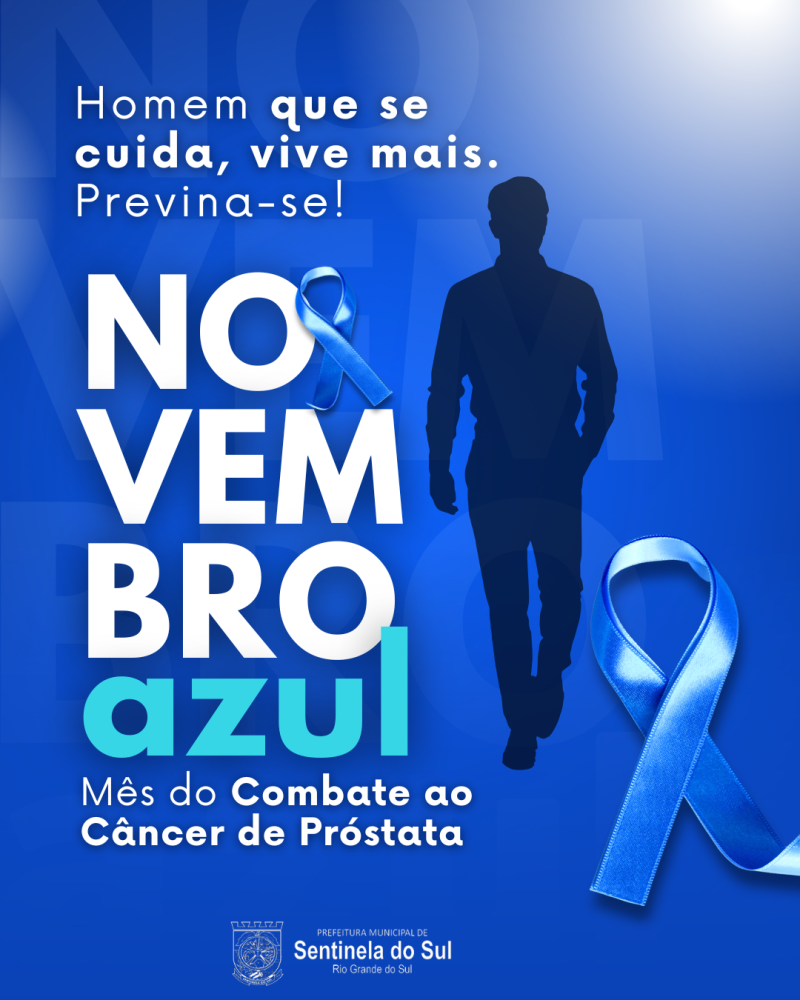 Homem que se
cuida, vive mais.
Previna-se!
NO
VEM
BRO
azul
Mês do Combate ao
Câncer de Próstata
PREFEITURA MUNICIPAL DE
Sentinela do Sul
Rio Grande do Sul